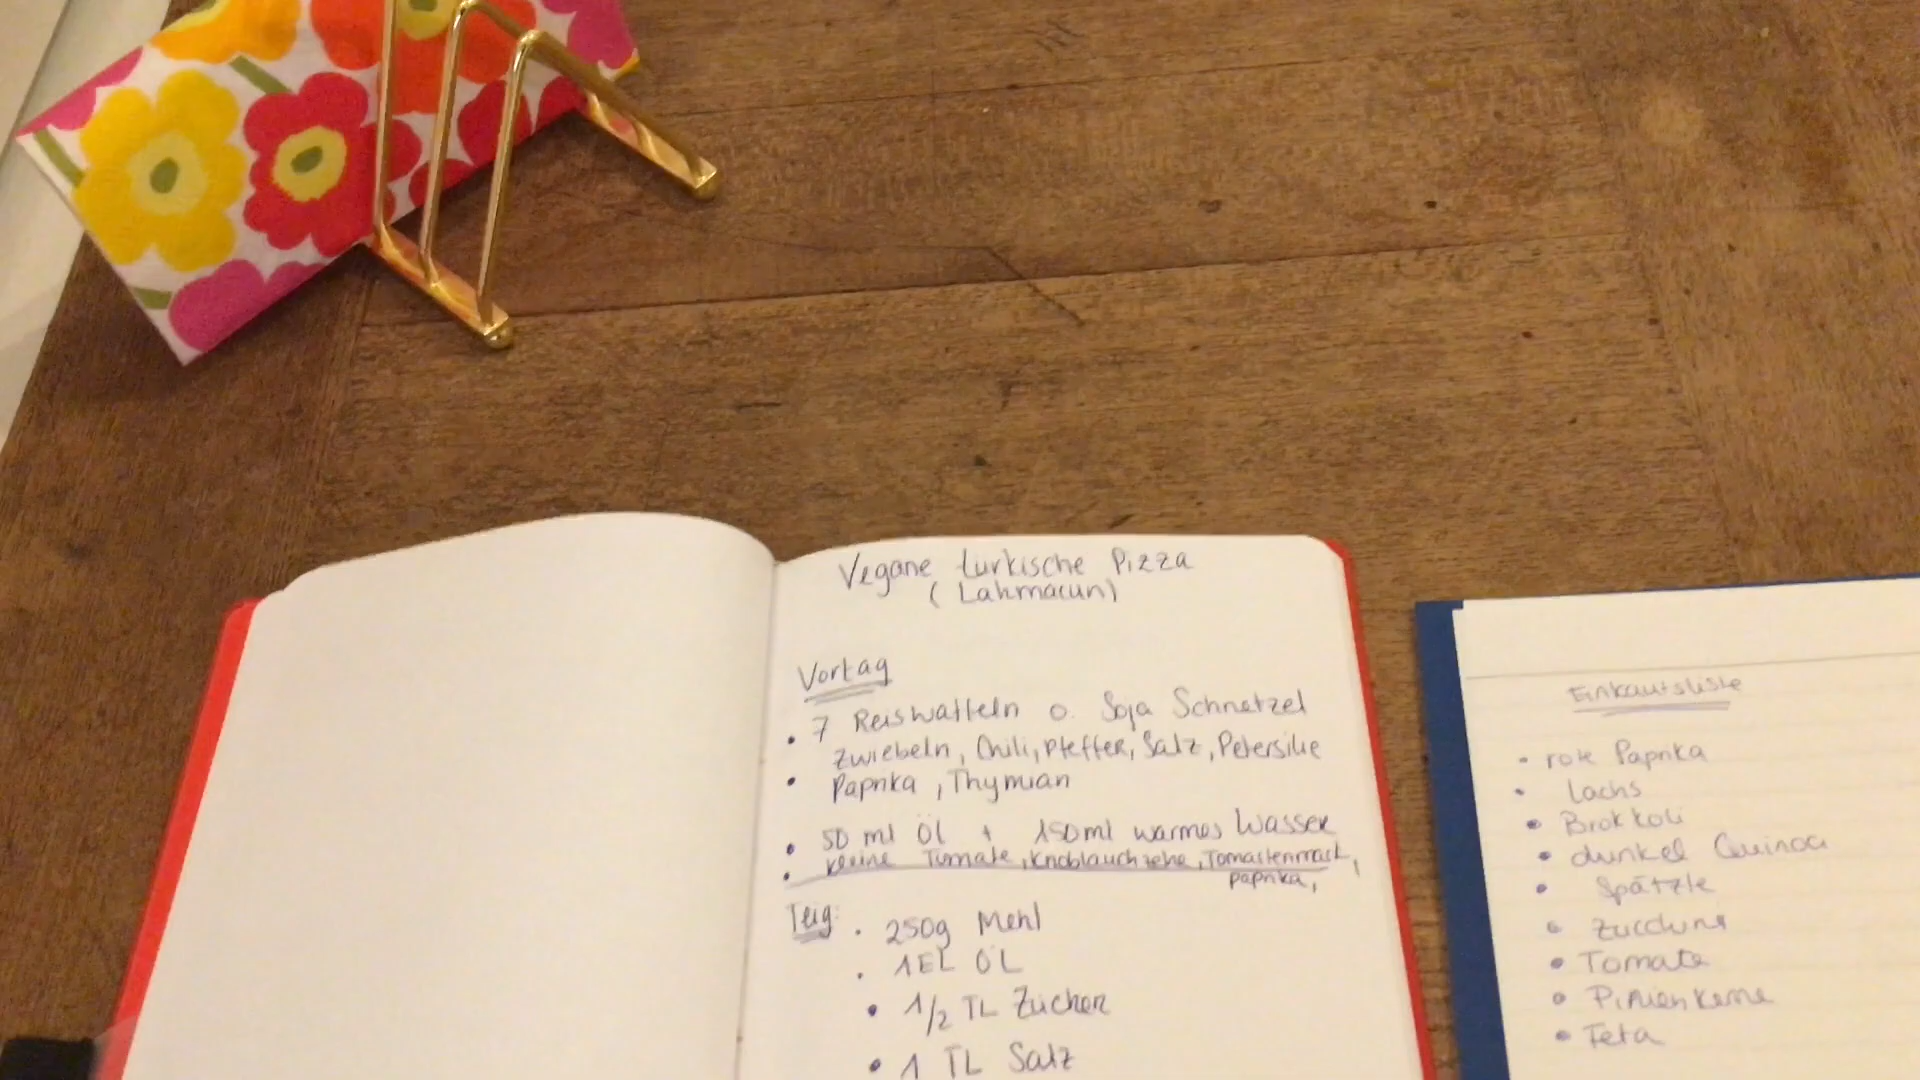 Vegane türkische Pizza
(Lahmacun)
Vortag
• 7 Reiswaffeln o. Soja Schnetzel
Zwiebeln, Chili, Pfeffer, Salz, Petersilie
• Paprika, Thymian
• 50 ml Öl + 150ml warmes Wasser
• kleine Tomate, Knoblauchzehe, Tomatenmark,
paprika,
Teig: • 250g Mehl
• 1EL ÖL
• 1/2 TL Zucker
• 1 TL Salz
Einkaufsliste
• rote Paprika
• Lachs
• Brokkoli
• dunkel Quinoa
• Spätzle
• Zucchini
• Tomate
• Pinienkerne
• Feta